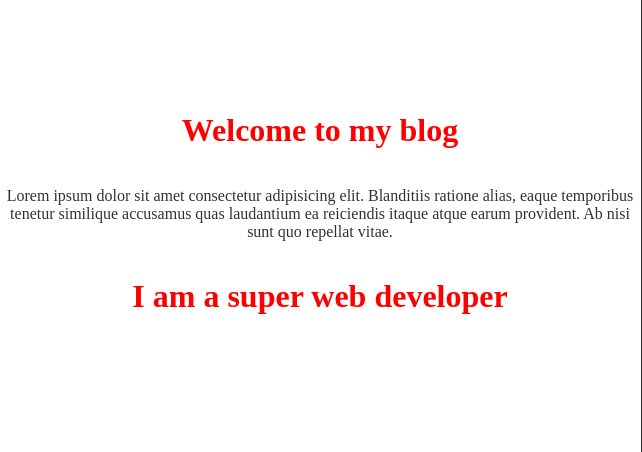 Welcome to my blog
Lorem ipsum dolor sit amet consectetur adipisicing elit. Blanditiis ratione alias, eaque temporibus
tenetur similique accusamus quas laudantium ea reiciendis itaque atque earum provident. Ab nisi
sunt quo repellat vitae.
I am a super web developer